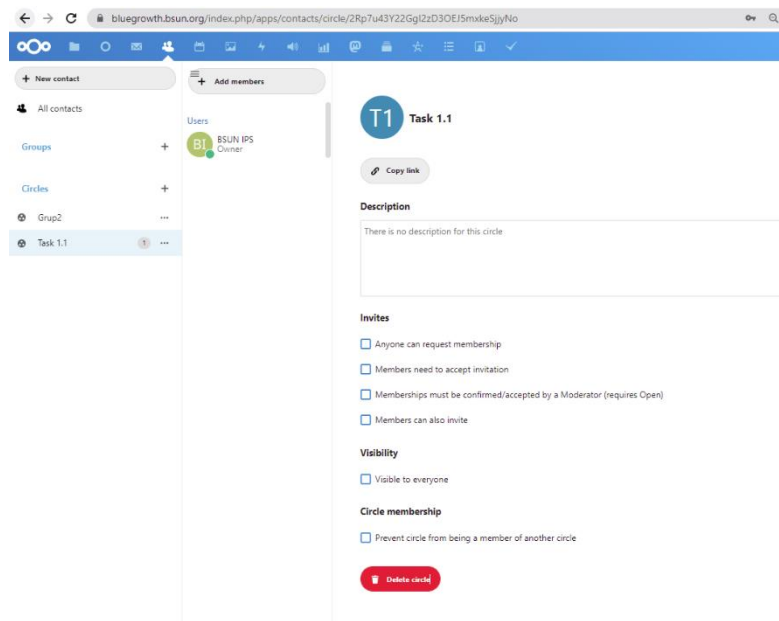 bluegrowth.bsun.org/index.php/apps/contacts/circle/2Rp7u43Y22GgI2zD3OEJ5mxkeSjjyNo
+ New contact
All contacts
Groups +
Circles +
Grup2 ...
Task 1.1 1 ...
+ Add members
Users
BI BSUN IPS
Owner
T1 Task 1.1
Copy link
Description
There is no description for this circle
Invites
Anyone can request membership
Members need to accept invitation
Memberships must be confirmed/accepted by a Moderator (requires Open)
Members can also invite
Visibility
Visible to everyone
Circle membership
Prevent circle from being a member of another circle
Delete circle